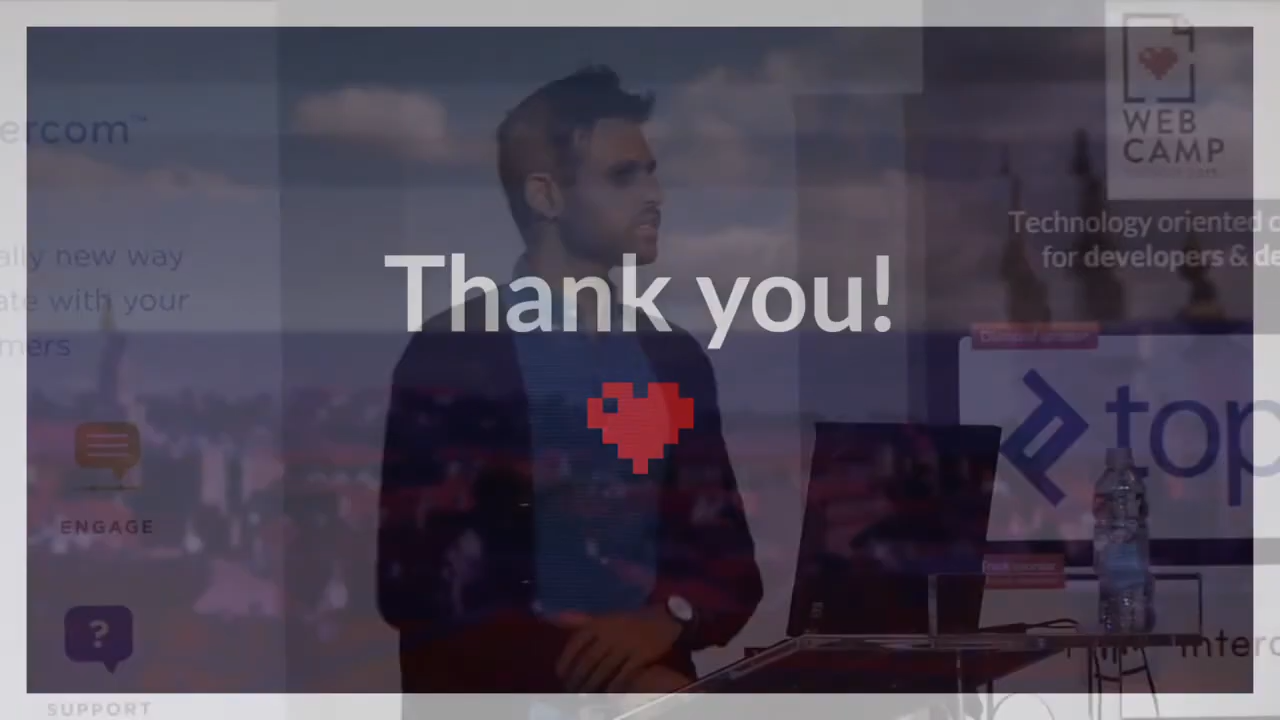 ercom™
ally new way
ate with your
mers
ENGAGE
?
SUPPORT
Thank you!
WEB
CAMP
Technology oriented c
for developers & de
top
interc